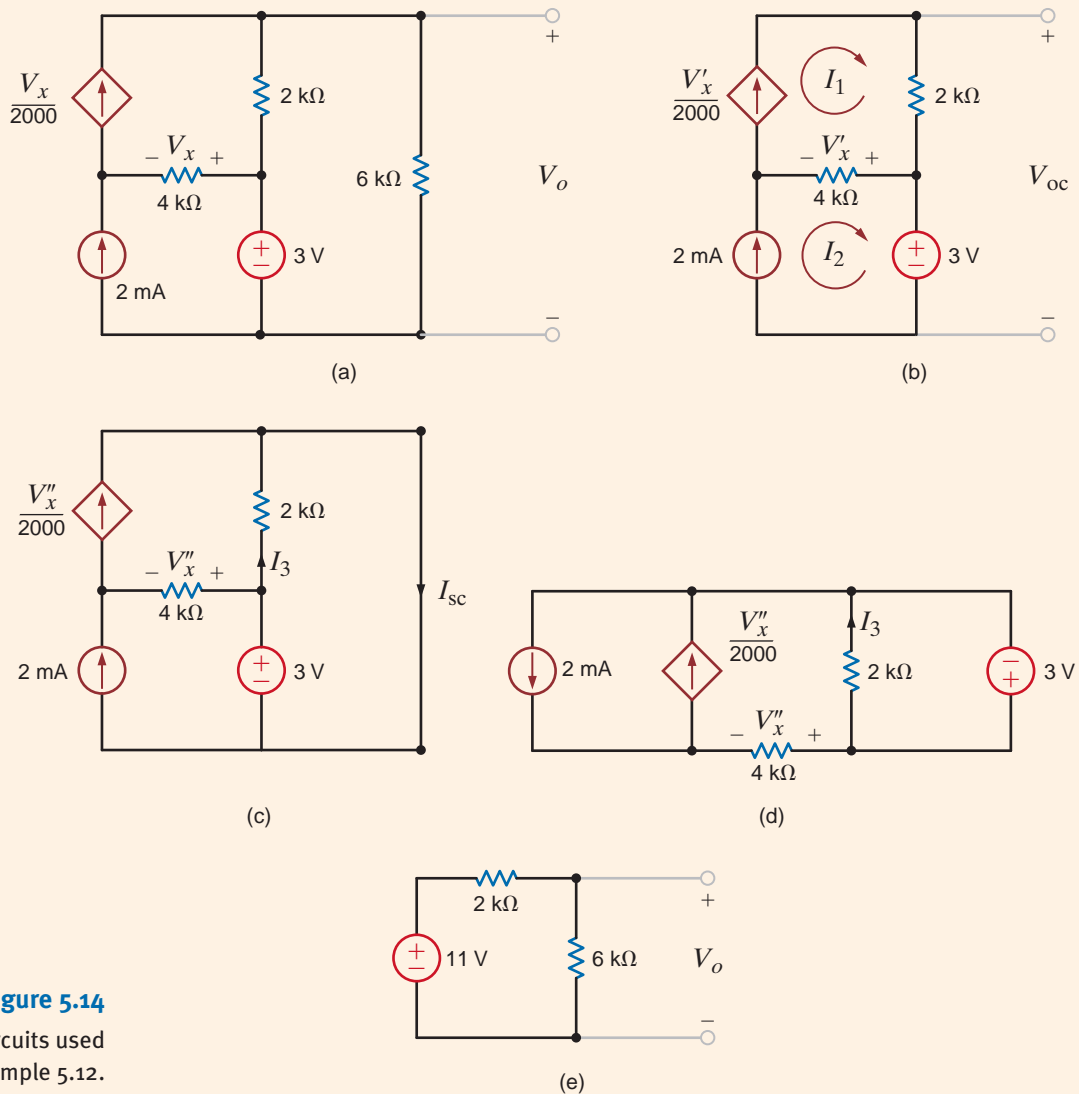 V_x
2000
2 kΩ
− V_x +
4 kΩ
6 kΩ
+
V_o
−
2 mA
+
−
3 V
(a)
V′_x
2000
I_1
2 kΩ
− V′_x +
4 kΩ
+
V_oc
−
2 mA
I_2
+
−
3 V
(b)
V″_x
2000
2 kΩ
− V″_x +
4 kΩ
I_3
I_sc
2 mA
+
−
3 V
(c)
2 mA
V″_x
2000
I_3
2 kΩ
−
+
3 V
− V″_x +
4 kΩ
(d)
2 kΩ
+
−
11 V
6 kΩ
+
V_o
−
(e)
gure 5.14
cuits used
mple 5.12.